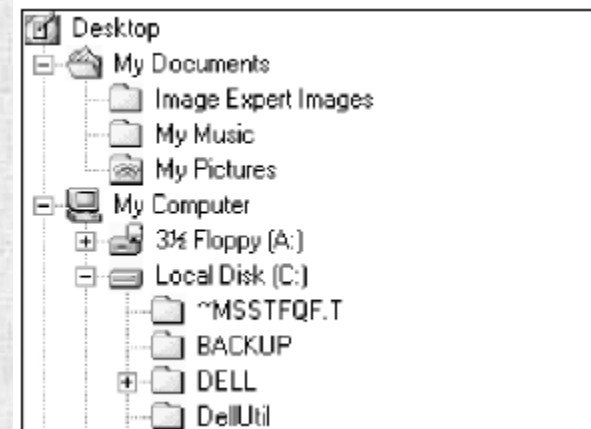 Desktop
My Documents
Image Expert Images
My Music
My Pictures
My Computer
3½ Floppy (A:)
Local Disk (C:)
~MSSTFQF.T
BACKUP
DELL
DellUtil